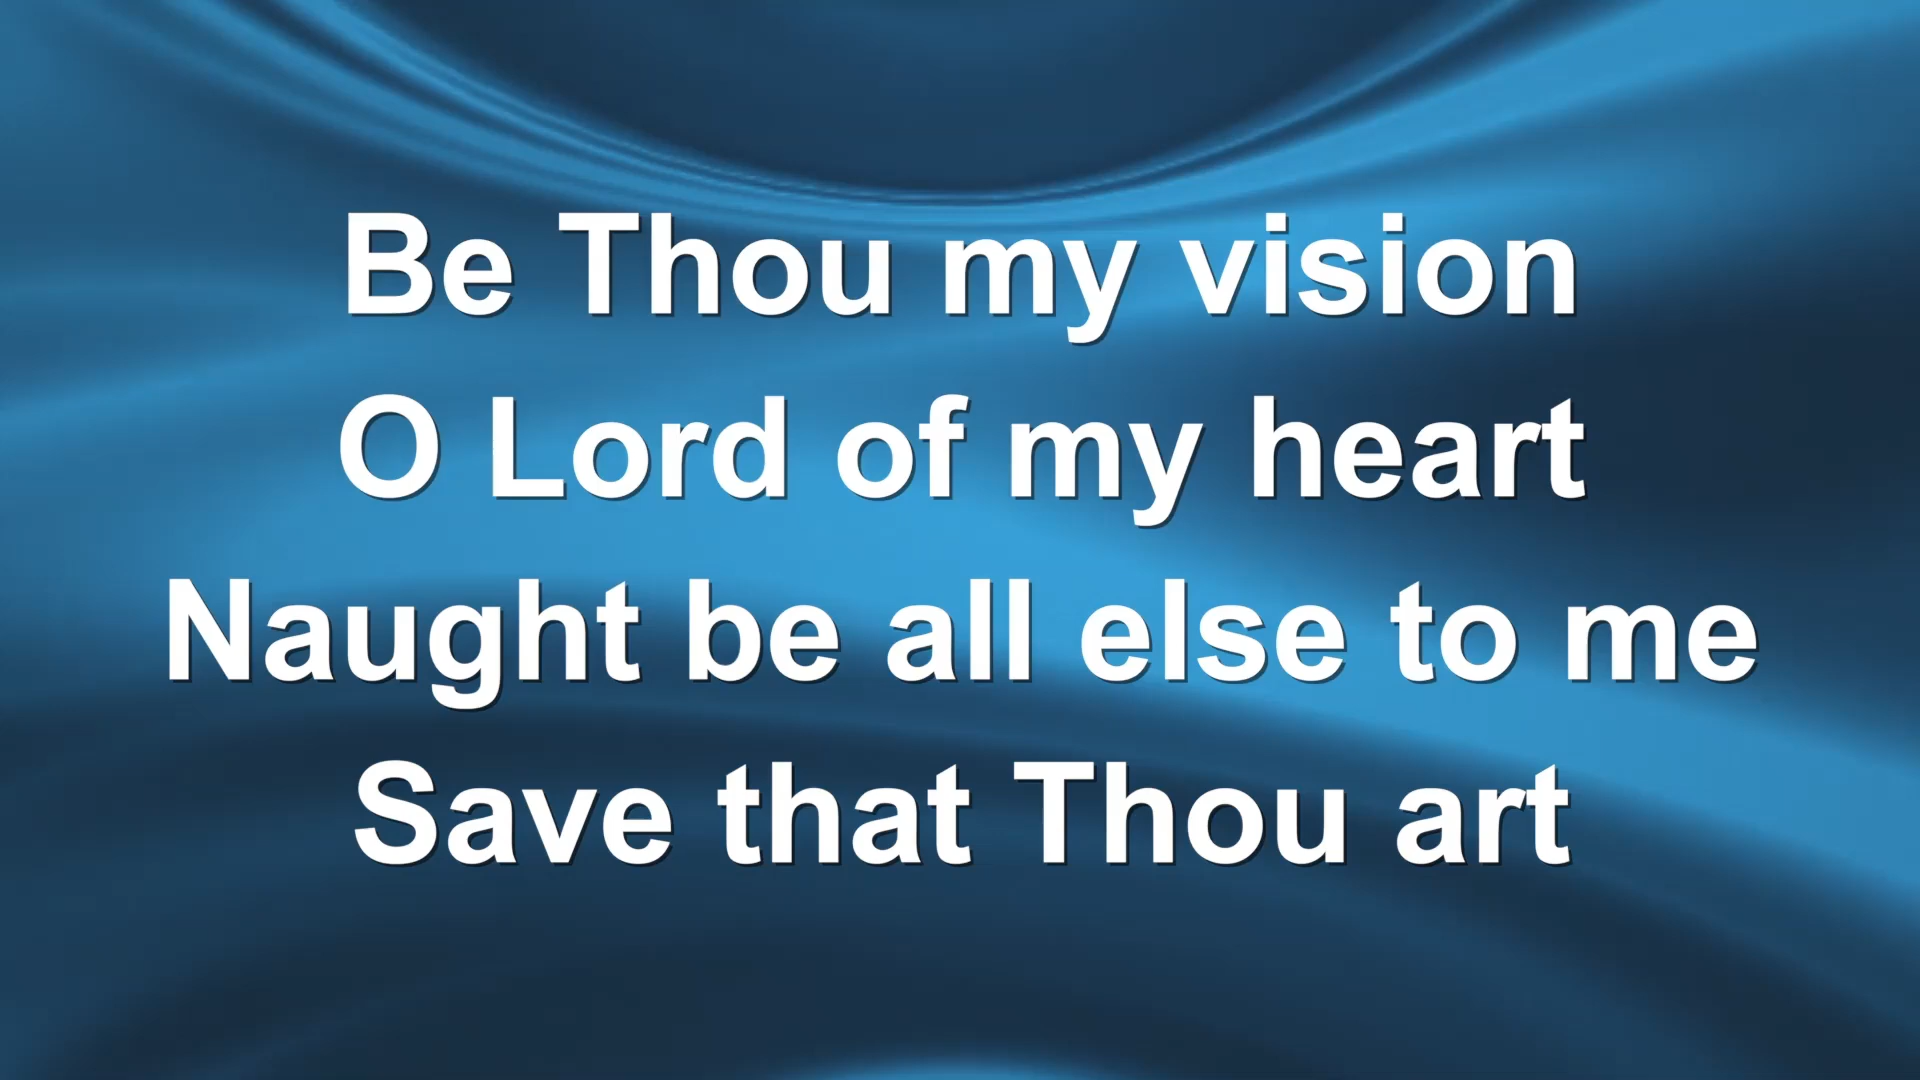 Be Thou my vision
O Lord of my heart
Naught be all else to me
Save that Thou art